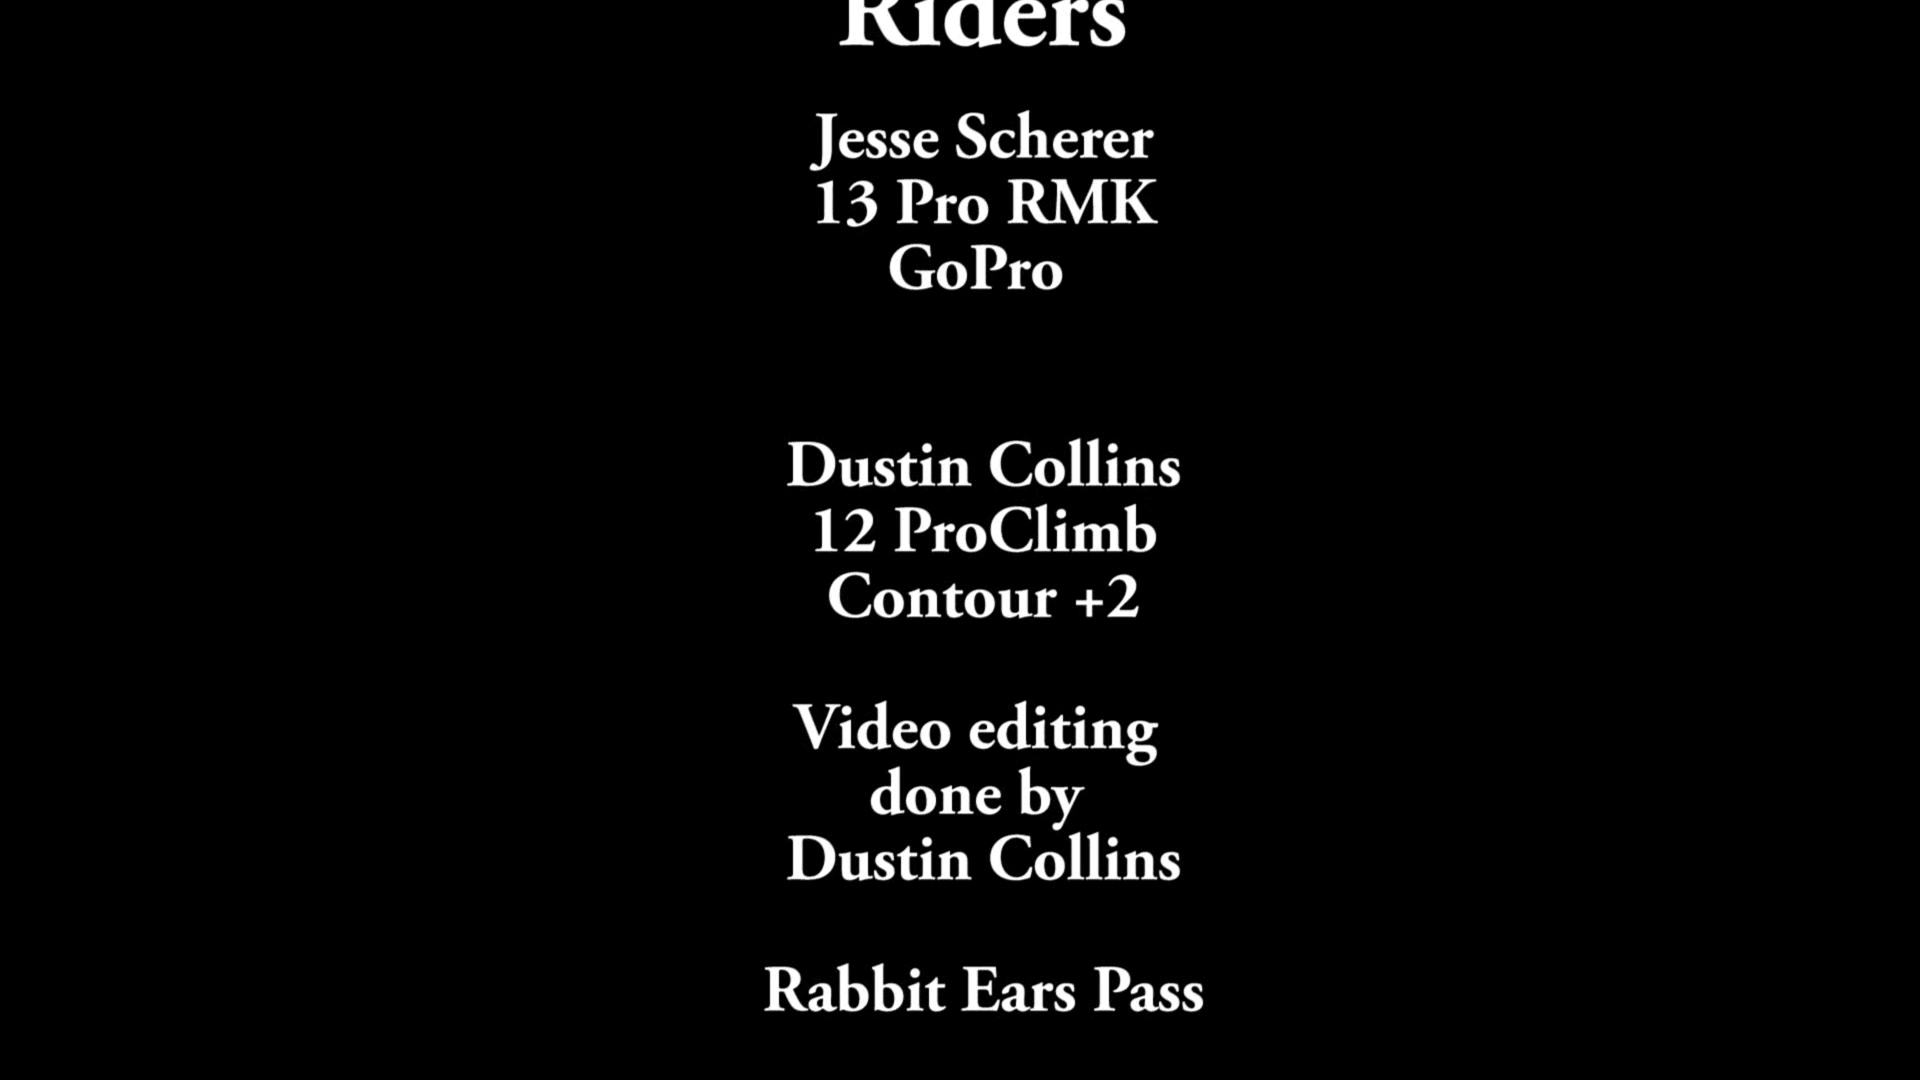 Riders
Jesse Scherer
13 Pro RMK
GoPro
Dustin Collins
12 ProClimb
Contour +2
Video editing
done by
Dustin Collins
Rabbit Ears Pass